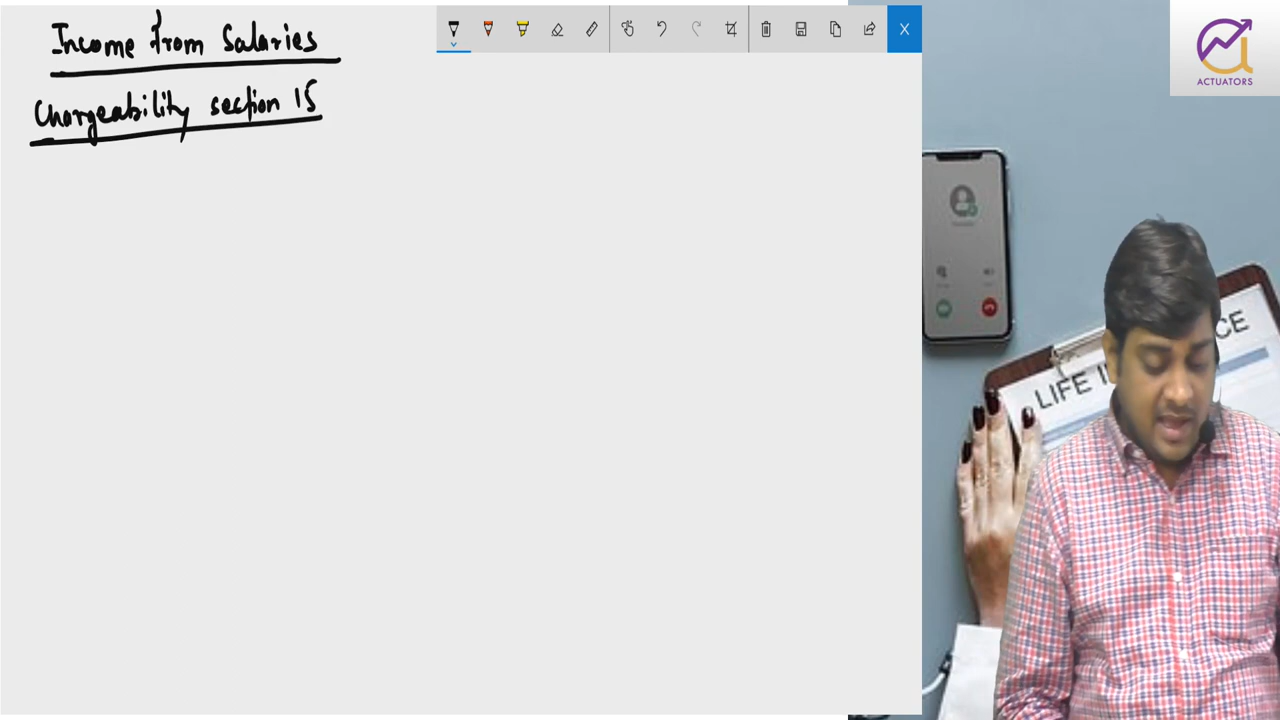 Income from Salaries
Chargeability section 15
ACTUATORS
LIFE I
CE
X